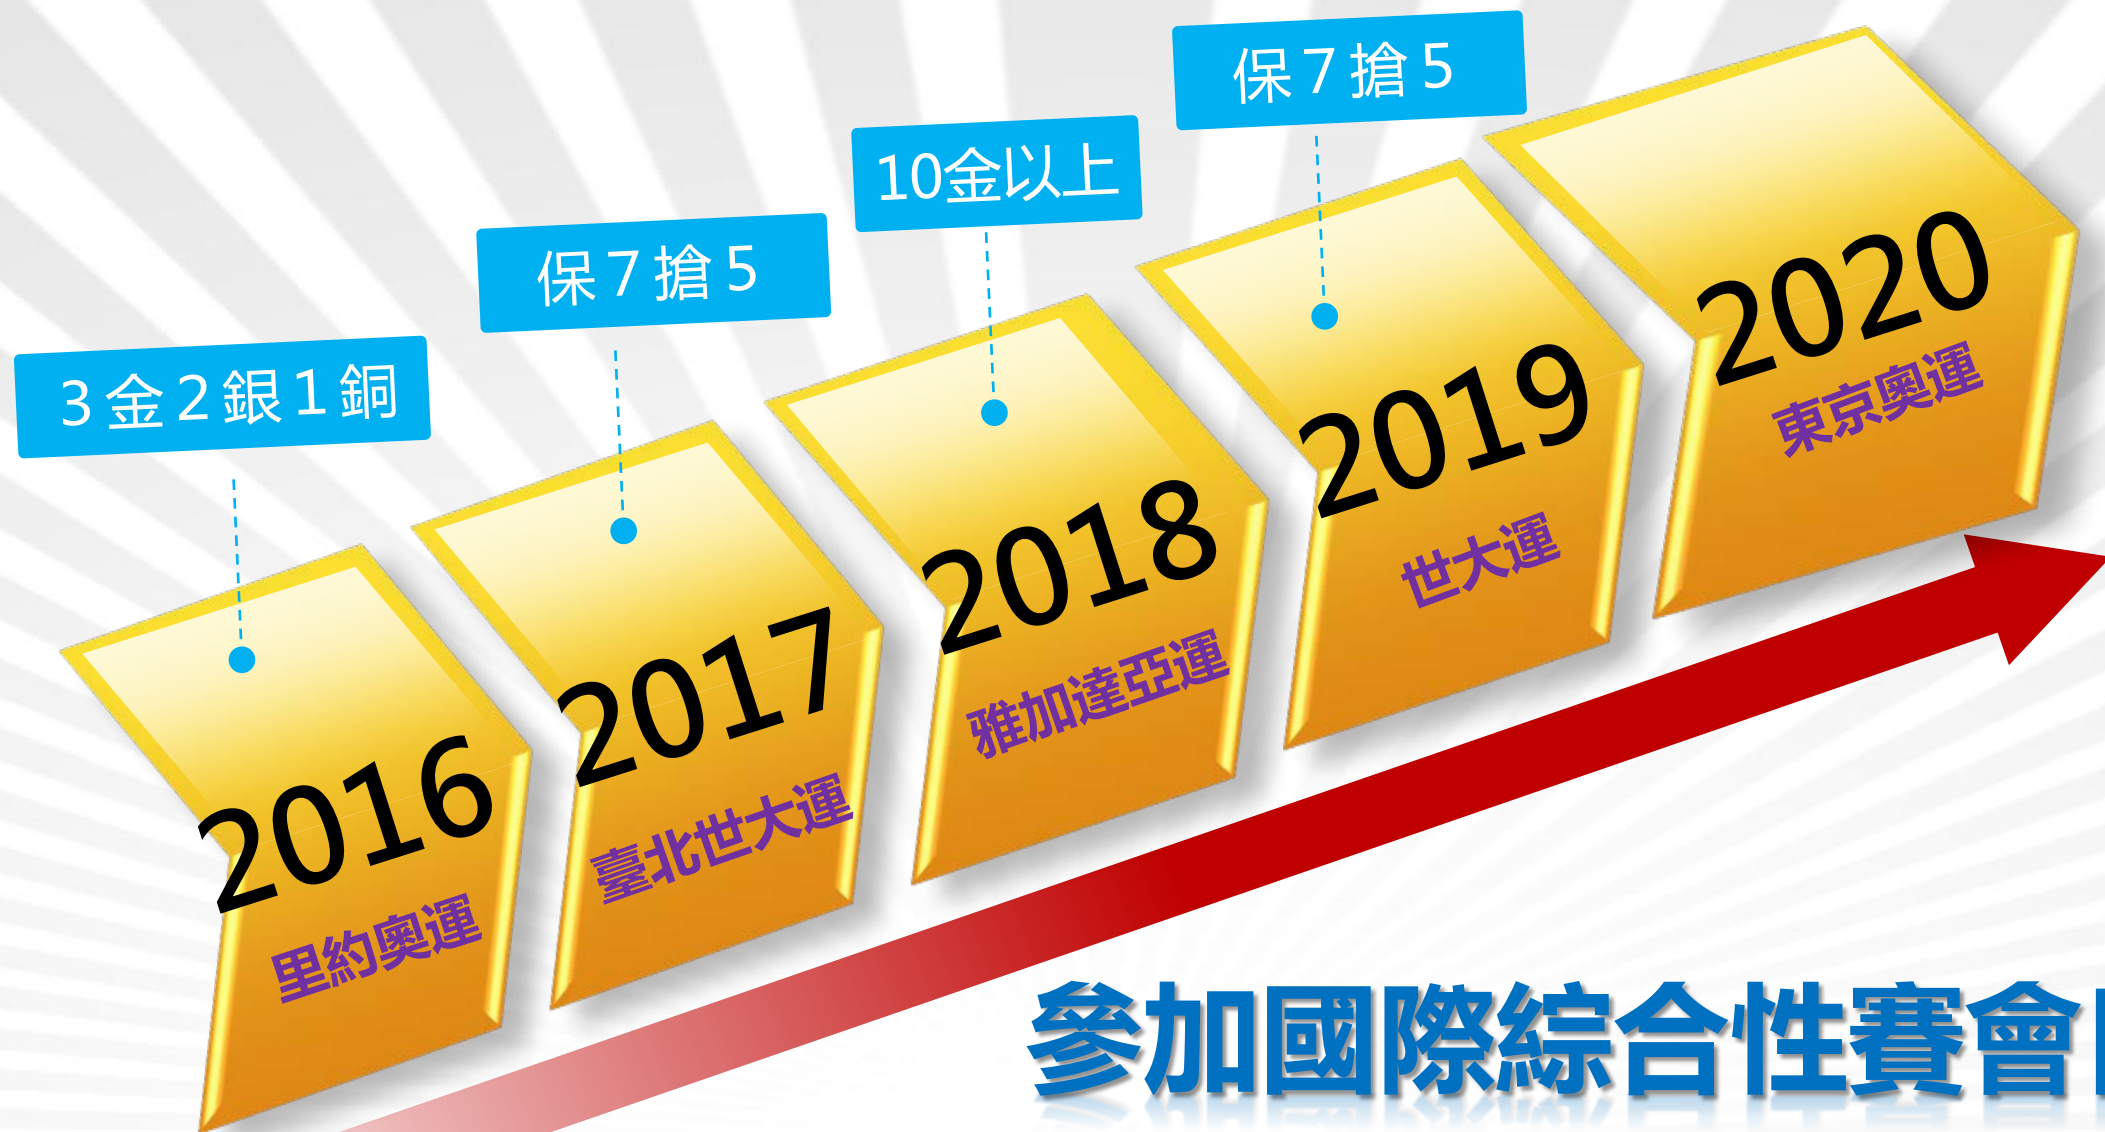 3金2銀1銅
2016
里約奧運
保7搶5
2017
臺北世大運
10金以上
2018
雅加達亞運
保7搶5
2019
世大運
2020
東京奧運
參加國際綜合性賽會